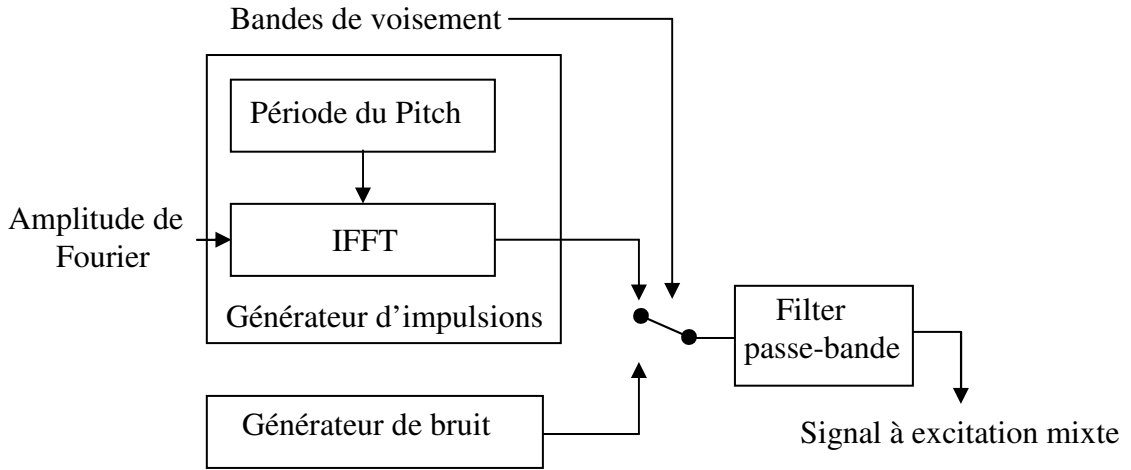 Bandes de voisement
Période du Pitch
Amplitude de
Fourier
IFFT
Générateur d’impulsions
Filter
passe-bande
Générateur de bruit
Signal à excitation mixte